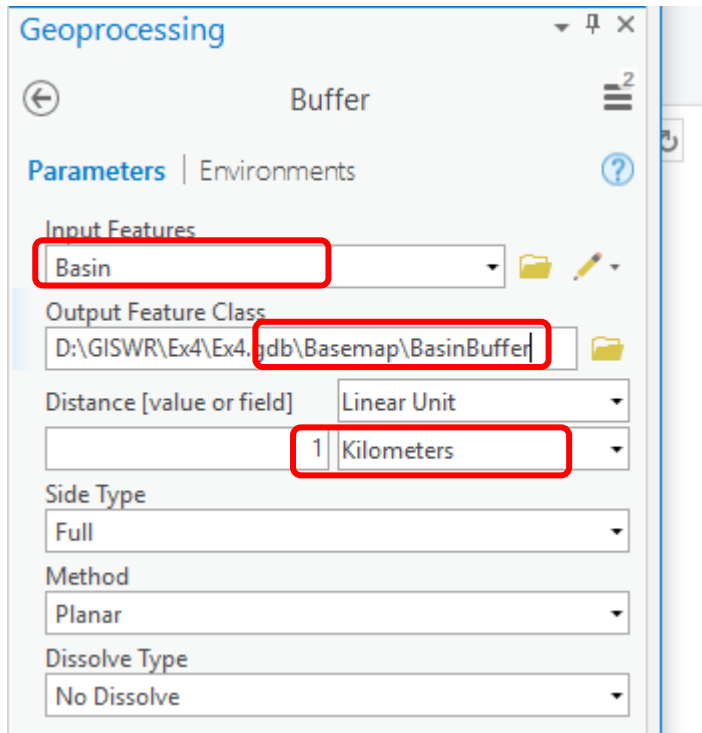 Geoprocessing
Buffer 2
Parameters | Environments
Input Features
Basin
Output Feature Class
D:\GISWR\Ex4\Ex4.gdb\Basemap\BasinBuffer
Distance [value or field] Linear Unit
1 Kilometers
Side Type
Full
Method
Planar
Dissolve Type
No Dissolve